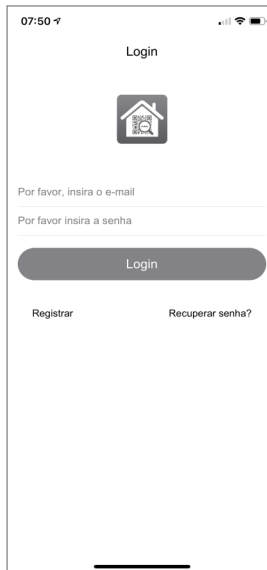 07:50
Login
Por favor, insira o e-mail
Por favor insira a senha
Login
Registrar
Recuperar senha?